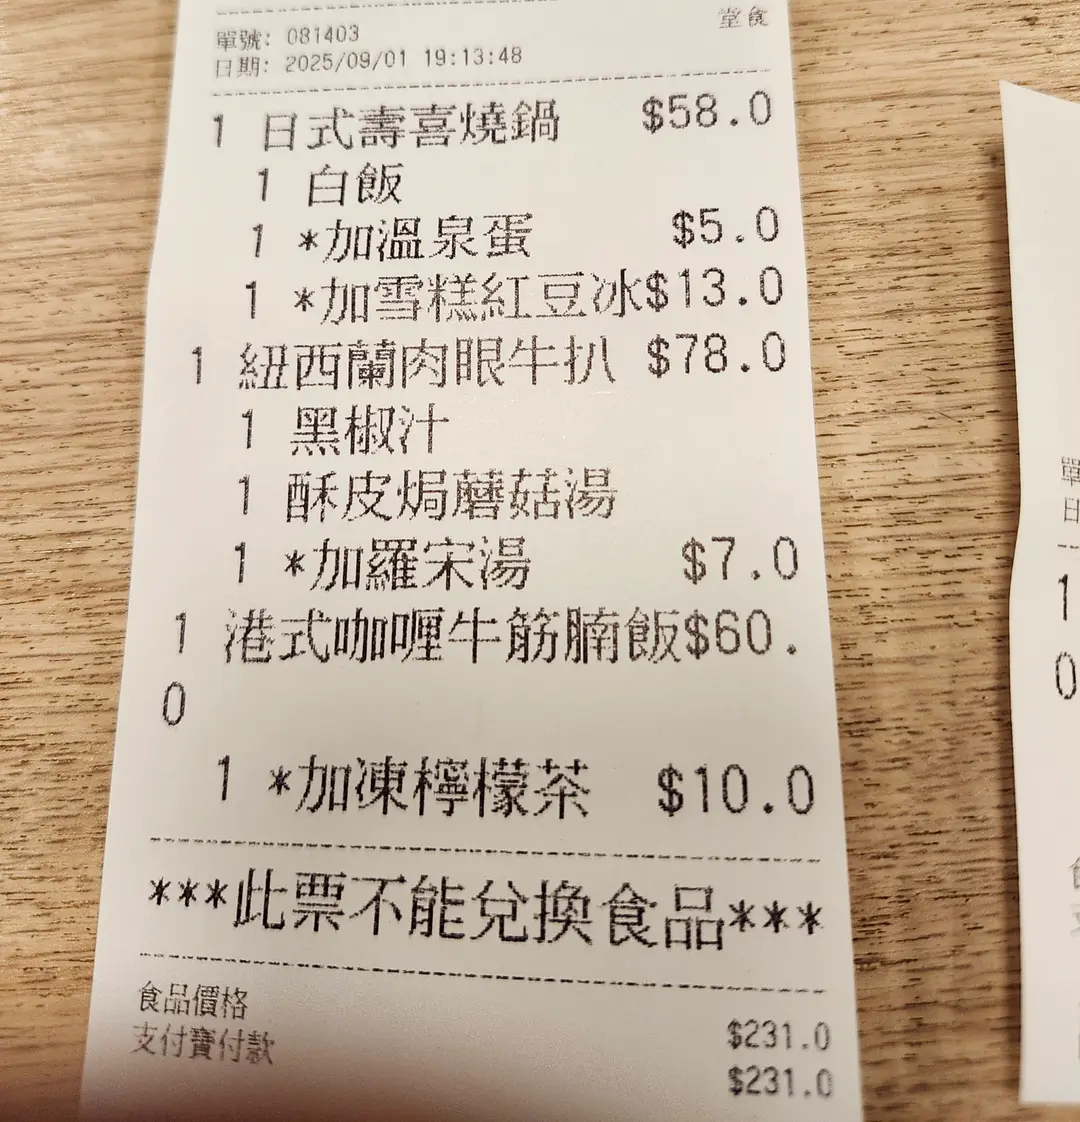 堂食
單號: 081403
日期: 2025/09/01 19:13:48
1 日式壽喜燒鍋 $58.0
1 白飯
1 *加溫泉蛋 $5.0
1 *加雪糕紅豆冰$13.0
1 紐西蘭肉眼牛扒 $78.0
1 黑椒汁
1 酥皮焗蘑菇湯
1 *加羅宋湯 $7.0
1 港式咖喱牛筋腩飯$60.
0
1 *加凍檸檬茶 $10.0
***此票不能兌換食品***
食品價格 $231.0
支付寶付款 $231.0
單
日
1
0